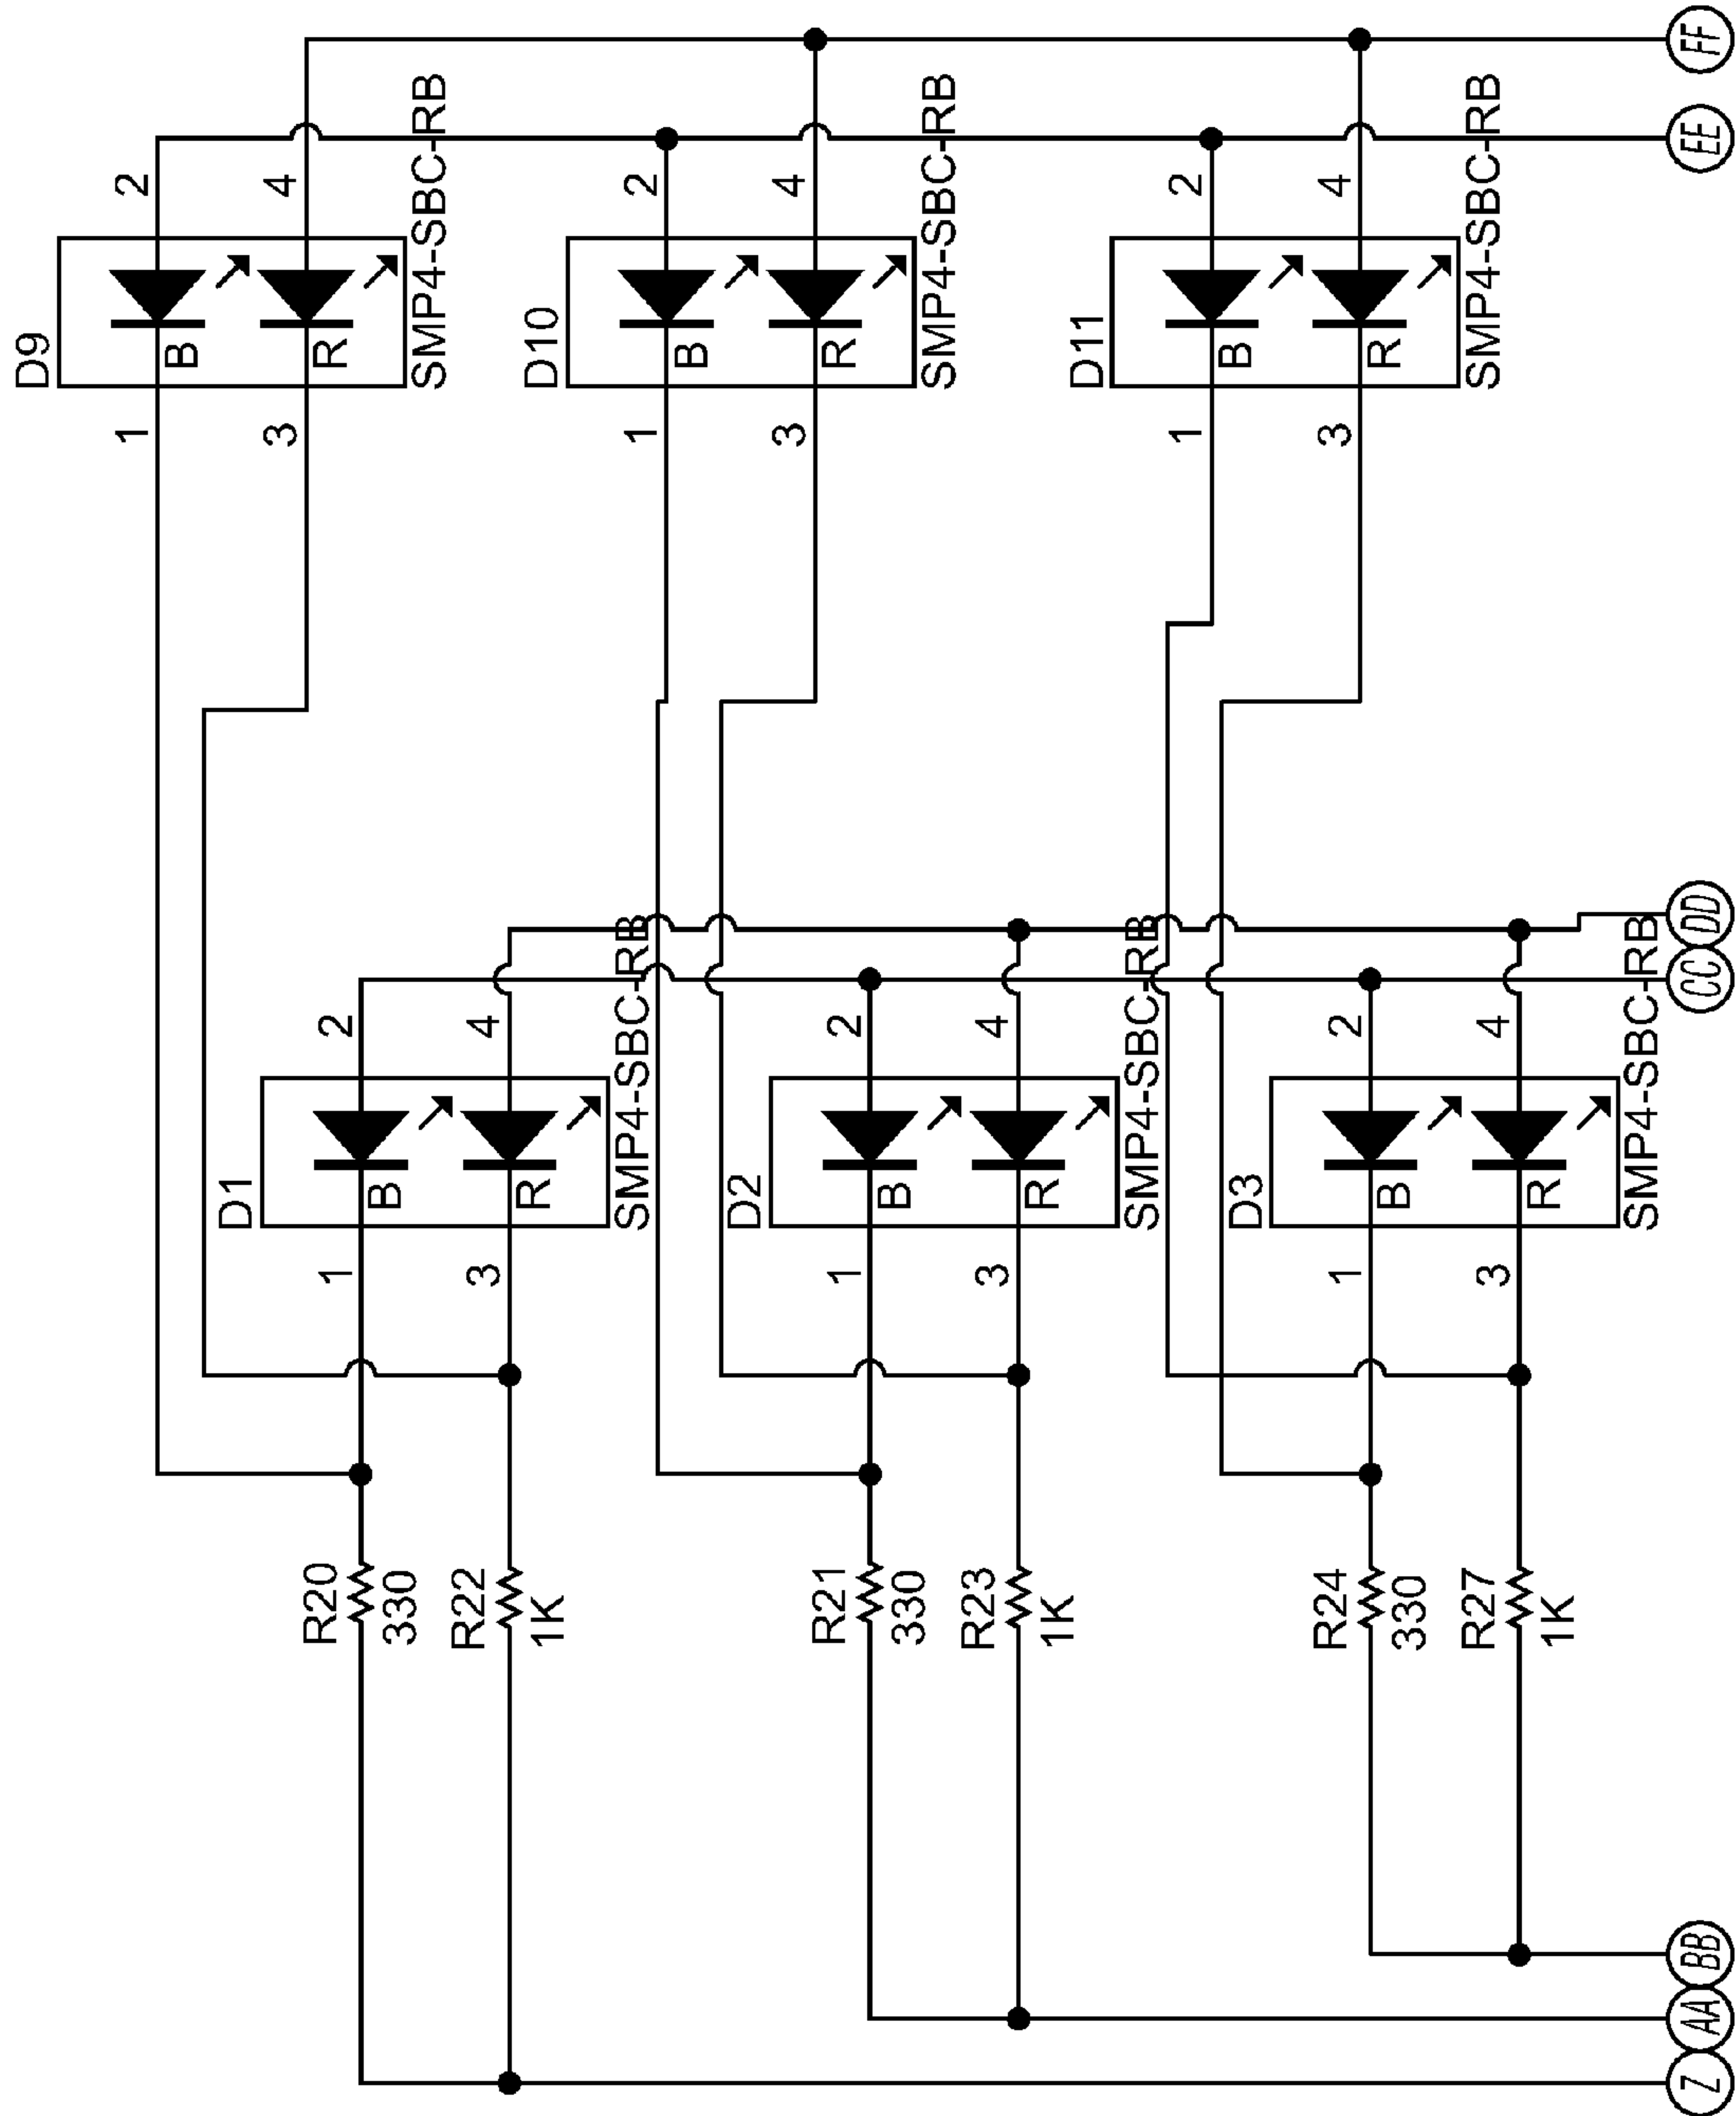 D9
2
4
B
R
1
3
SMP4-SBC-RB
D10
2
4
B
R
1
3
SMP4-SBC-RB
D11
2
4
B
R
1
3
SMP4-SBC-RB
D1
2
4
B
R
1
3
SMP4-SBC-RB
D2
2
4
B
R
1
3
SMP4-SBC-RB
D3
2
4
B
R
1
3
SMP4-SBC-RB
R20
330
R22
1K
R21
330
R23
1K
R24
330
R27
1K
Z
AA
BB
CC
DD
EE
FF